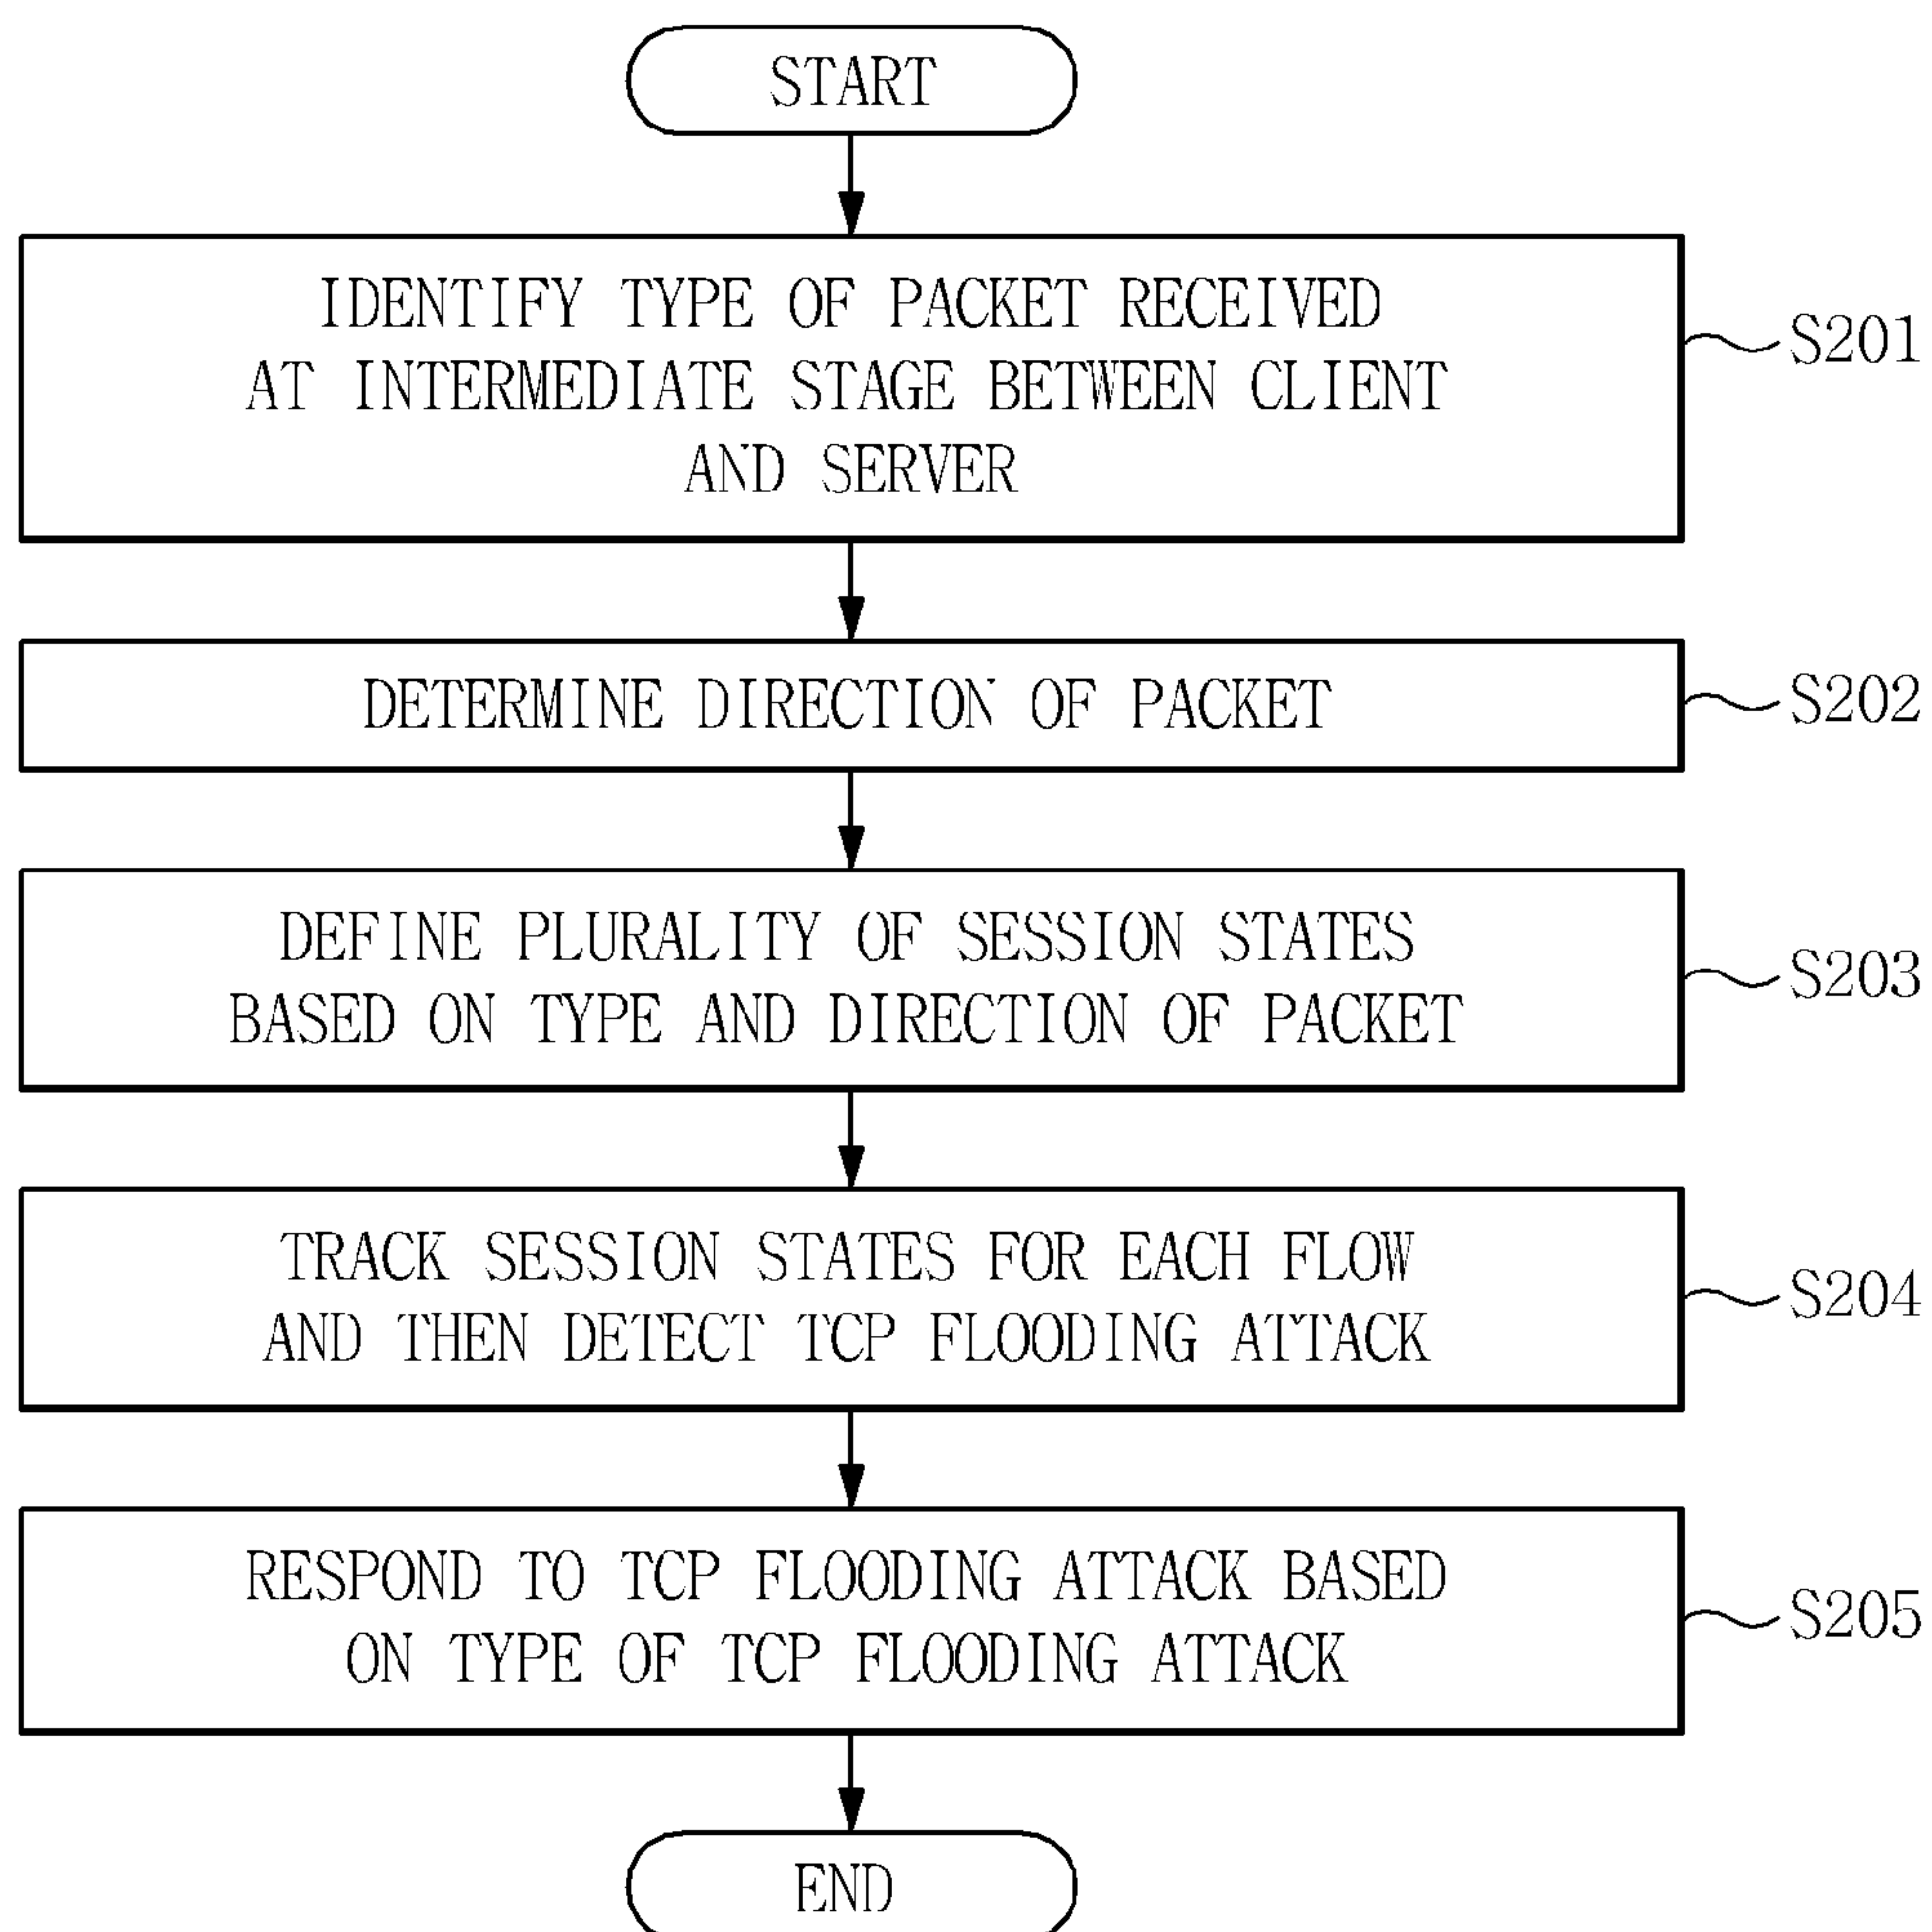 START
IDENTIFY TYPE OF PACKET RECEIVED
AT INTERMEDIATE STAGE BETWEEN CLIENT
AND SERVER
S201
DETERMINE DIRECTION OF PACKET
S202
DEFINE PLURALITY OF SESSION STATES
BASED ON TYPE AND DIRECTION OF PACKET
S203
TRACK SESSION STATES FOR EACH FLOW
AND THEN DETECT TCP FLOODING ATTACK
S204
RESPOND TO TCP FLOODING ATTACK BASED
ON TYPE OF TCP FLOODING ATTACK
S205
END